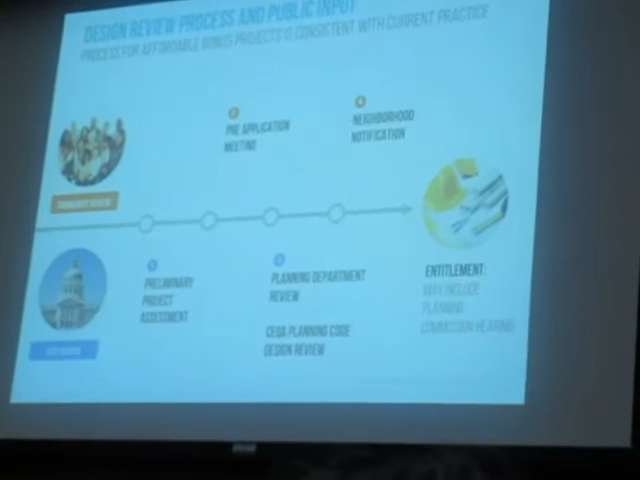 DESIGN REVIEW PROCESS AND PUBLIC INPUT
PROCESS FOR AFFORDABLE BONUS PROJECTS IS CONSISTENT WITH CURRENT PRACTICE
PRE APPLICATION
MEETING
NEIGHBORHOOD
NOTIFICATION
COMMUNITY REVIEW
PRELIMINARY
PROJECT
ASSESSMENT
PLANNING DEPARTMENT
REVIEW
CEQA PLANNING CODE
DESIGN REVIEW
ENTITLEMENT:
MAY INCLUDE
PLANNING
COMMISSION HEARING